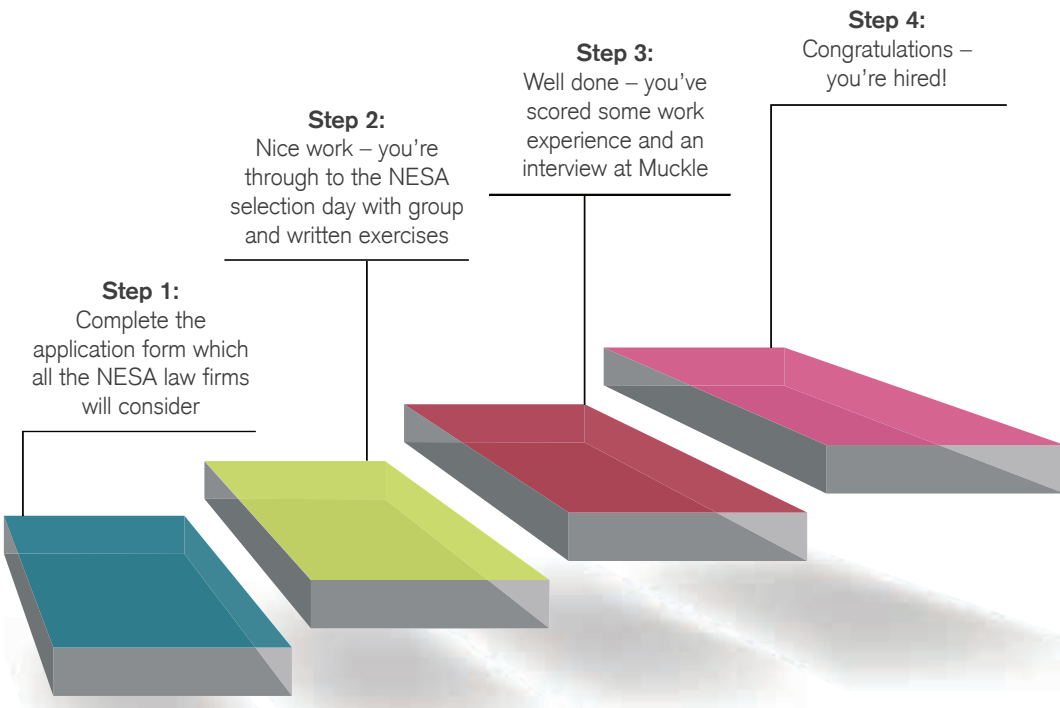 Step 1:
Complete the
application form which
all the NESA law firms
will consider
Step 2:
Nice work – you’re
through to the NESA
selection day with group
and written exercises
Step 3:
Well done – you’ve
scored some work
experience and an
interview at Muckle
Step 4:
Congratulations –
you’re hired!